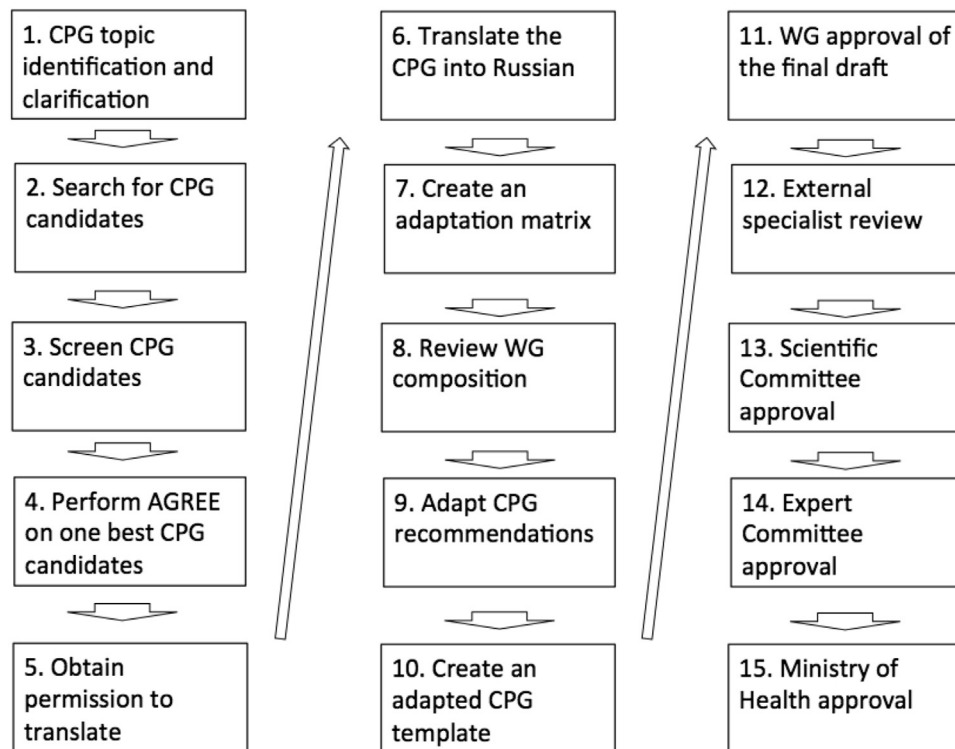 1. CPG topic
identification and
clarification
2. Search for CPG
candidates
3. Screen CPG
candidates
4. Perform AGREE
on one best CPG
candidates
5. Obtain
permission to
translate
6. Translate the
CPG into Russian
7. Create an
adaptation matrix
8. Review WG
composition
9. Adapt CPG
recommendations
10. Create an
adapted CPG
template
11. WG approval of
the final draft
12. External
specialist review
13. Scientific
Committee
approval
14. Expert
Committee
approval
15. Ministry of
Health approval